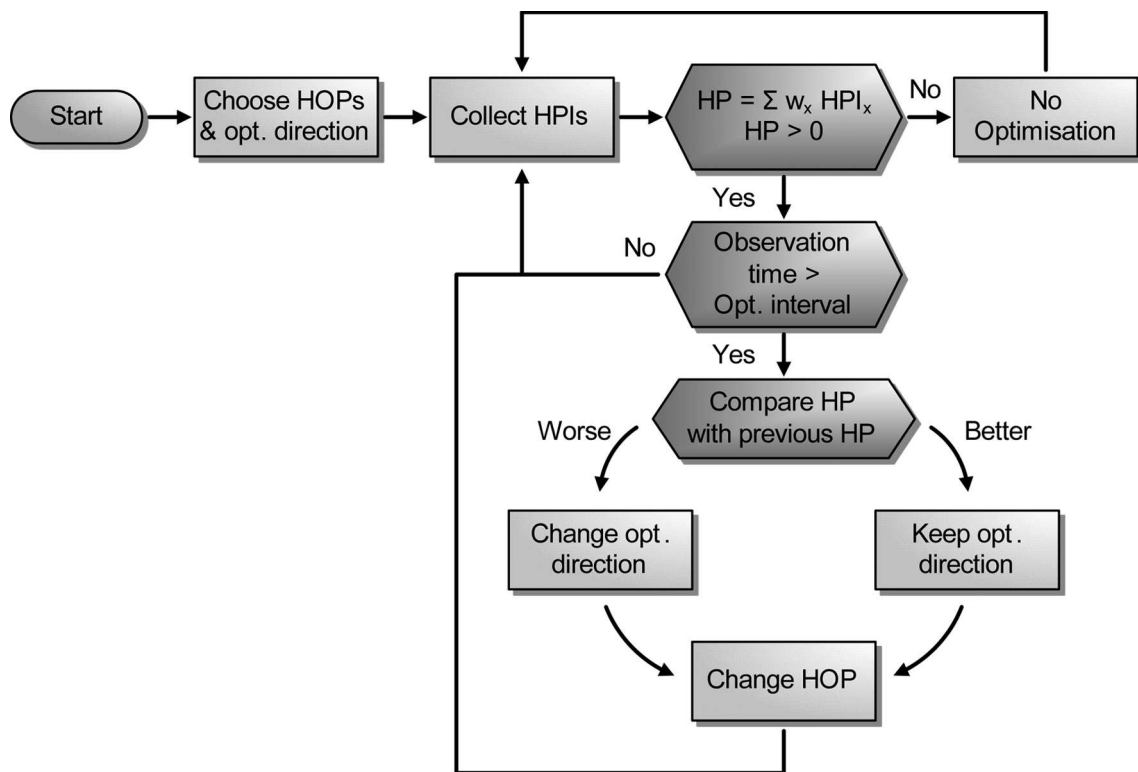 Start
Choose HOPs
& opt. direction
Collect HPIs
HP = Σ wₓ HPIₓ
HP > 0
No
No
Optimisation
Yes
Observation
time >
Opt. interval
No
Yes
Compare HP
with previous HP
Worse
Better
Change opt.
direction
Keep opt.
direction
Change HOP